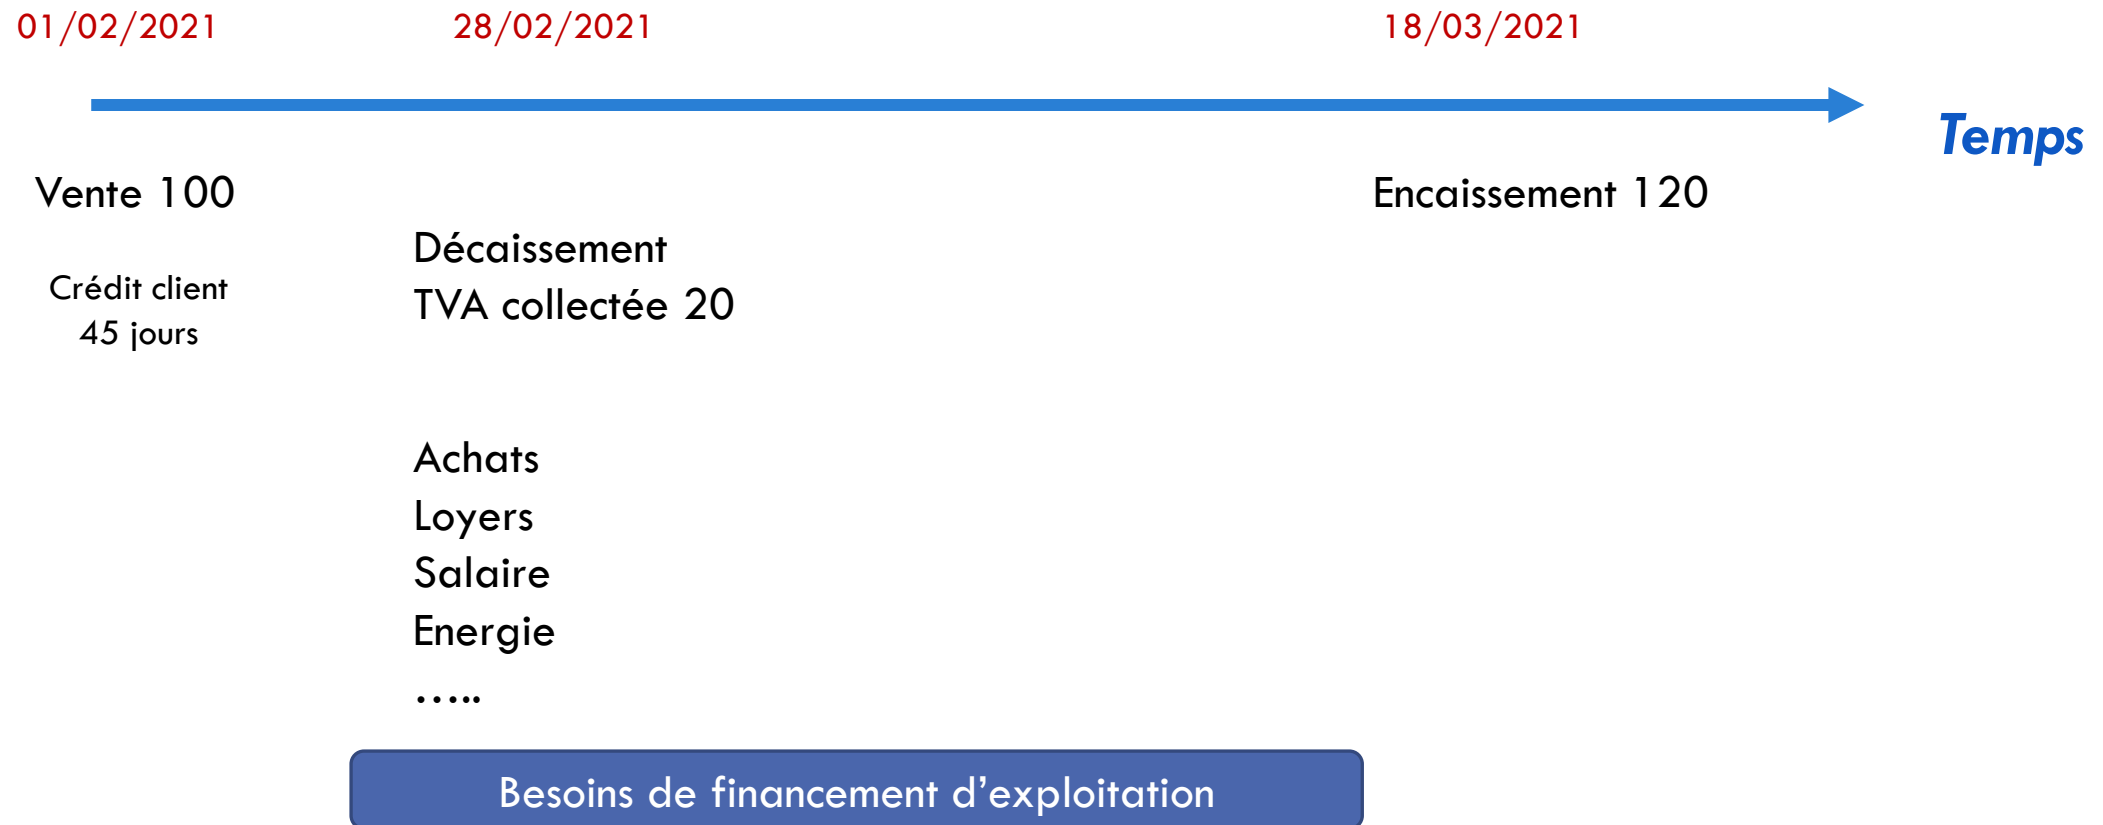 01/02/2021
28/02/2021
18/03/2021
Temps
Vente 100
Encaissement 120
Crédit client
45 jours
Décaissement
TVA collectée 20
Achats
Loyers
Salaire
Energie
…..
Besoins de financement d’exploitation